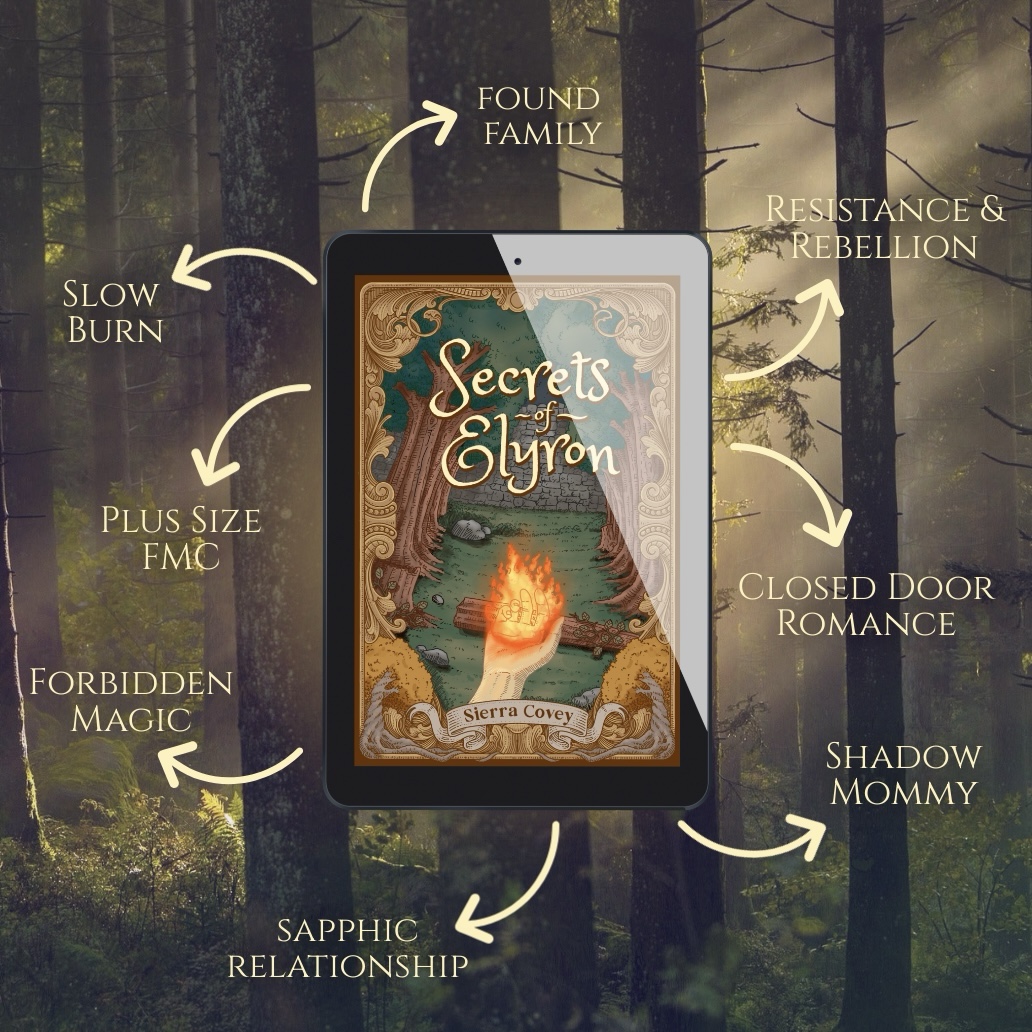 FOUND
FAMILY
RESISTANCE &
REBELLION
SLOW
BURN
Secrets
~of~
Elyron
PLUS SIZE
FMC
CLOSED DOOR
ROMANCE
FORBIDDEN
MAGIC
Sierra Covey
SHADOW
MOMMY
SAPPHIC
RELATIONSHIP